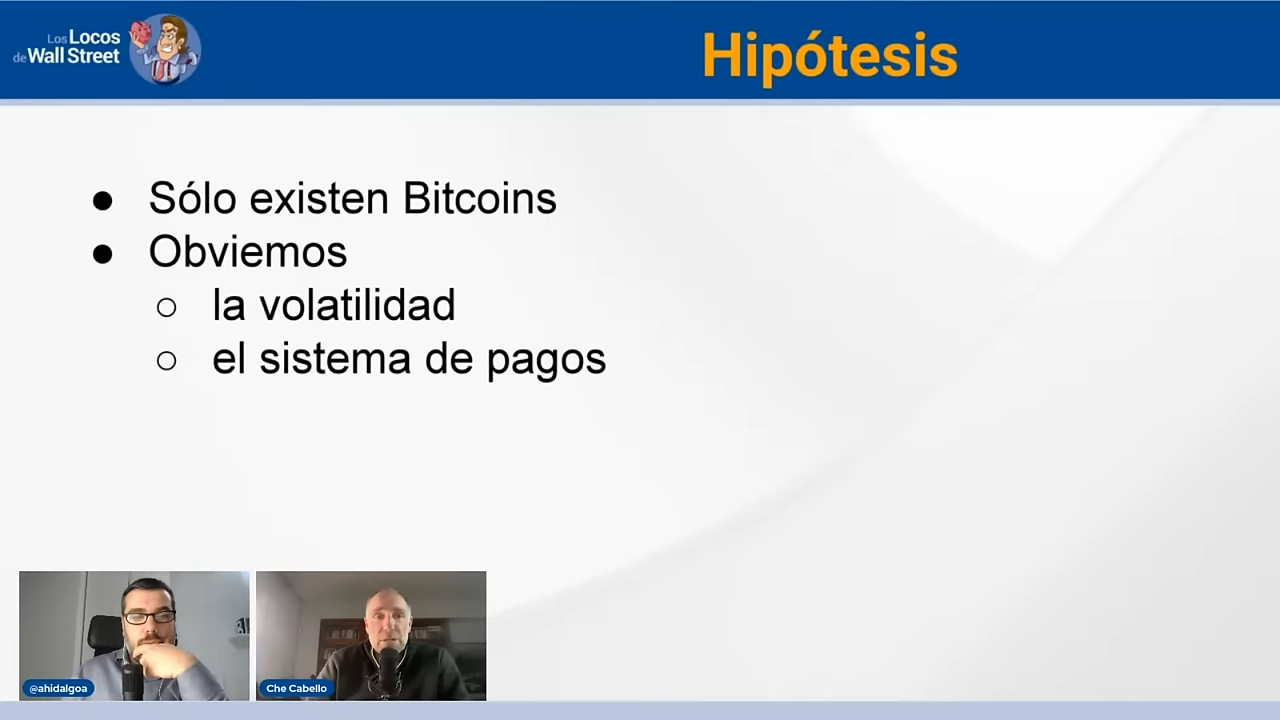 Los Locos
de Wall Street
Hipótesis
● Sólo existen Bitcoins
● Obviemos
○ la volatilidad
○ el sistema de pagos
@ahidalgoa
Che Cabello